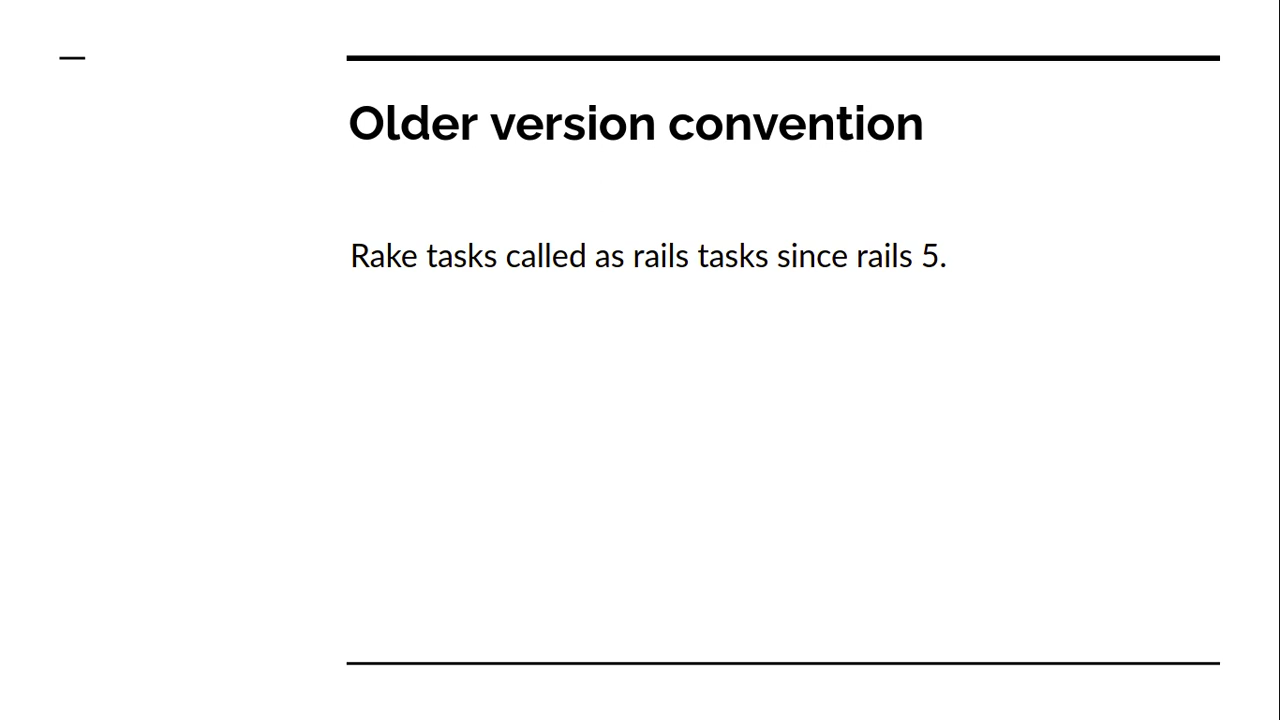 Older version convention
Rake tasks called as rails tasks since rails 5.